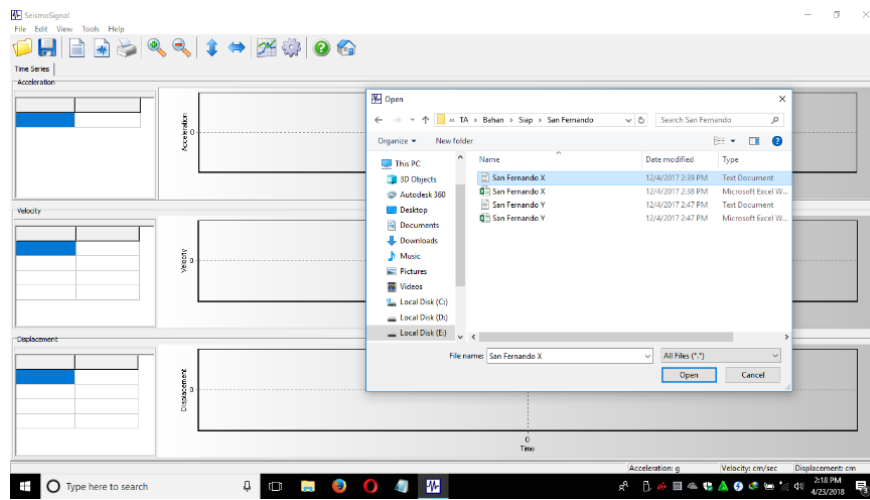 SeismoSignal
File Edit View Tools Help
Time Series
Acceleration
Acceleration
0
Velocity
Velocity
0
Displacement
Displacement
0
0
Time
Open
« TA › Bahan › Siap › San Fernando
Search San Fernando
Organize
New folder
This PC
3D Objects
Autodesk 360
Desktop
Documents
Downloads
Music
Pictures
Videos
Local Disk (C:)
Local Disk (D:)
Local Disk (E:)
Name Date modified Type
San Fernando X 12/4/2017 2:39 PM Text Document
San Fernando X 12/4/2017 2:38 PM Microsoft Excel W...
San Fernando Y 12/4/2017 2:47 PM Text Document
San Fernando Y 12/4/2017 2:47 PM Microsoft Excel W...
File name: San Fernando X
All Files (*.*)
Open Cancel
Acceleration: g Velocity: cm/sec Displacement: cm
Type here to search
2:18 PM
4/23/2018